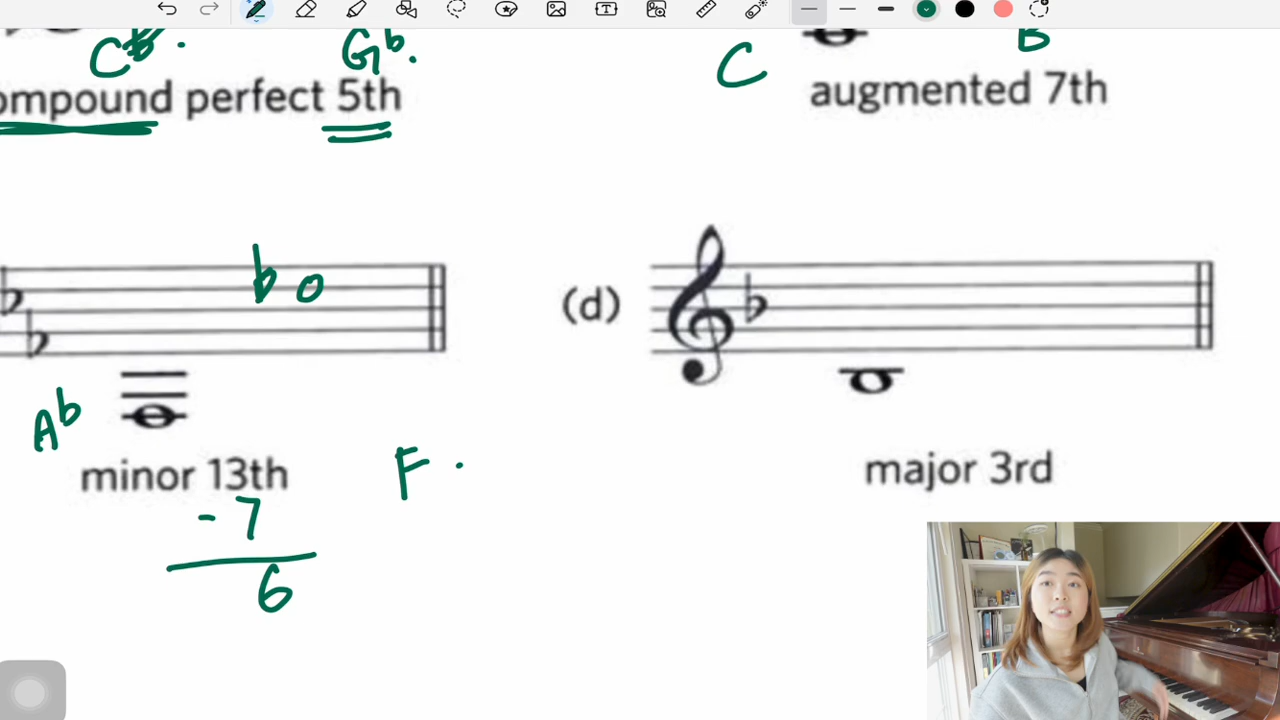 C♭. G♭.
ompound perfect 5th
C B
augmented 7th
♭
(d)
A♭
minor 13th
F .
major 3rd
- 7
6